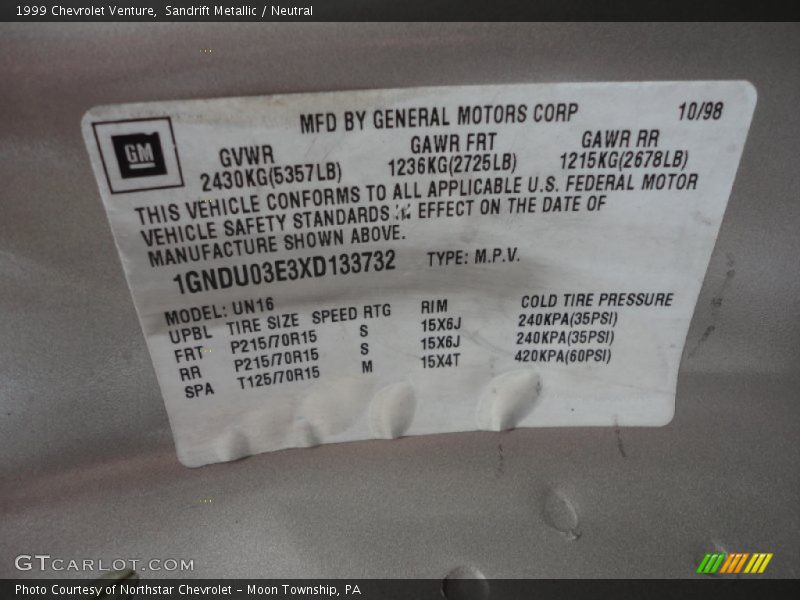 1999 Chevrolet Venture, Sandrift Metallic / Neutral
MFD BY GENERAL MOTORS CORP 10/98
GM
GVWR GAWR FRT GAWR RR
2430KG(5357LB) 1236KG(2725LB) 1215KG(2678LB)
THIS VEHICLE CONFORMS TO ALL APPLICABLE U.S. FEDERAL MOTOR
VEHICLE SAFETY STANDARDS IN EFFECT ON THE DATE OF
MANUFACTURE SHOWN ABOVE.
1GNDU03E3XD133732 TYPE: M.P.V.
MODEL: UN16
UPBL TIRE SIZE SPEED RTG RIM COLD TIRE PRESSURE
FRT P215/70R15 S 15X6J 240KPA(35PSI)
RR P215/70R15 S 15X6J 240KPA(35PSI)
SPA T125/70R15 M 15X4T 420KPA(60PSI)
GTCARLOT.COM
Photo Courtesy of Northstar Chevrolet - Moon Township, PA